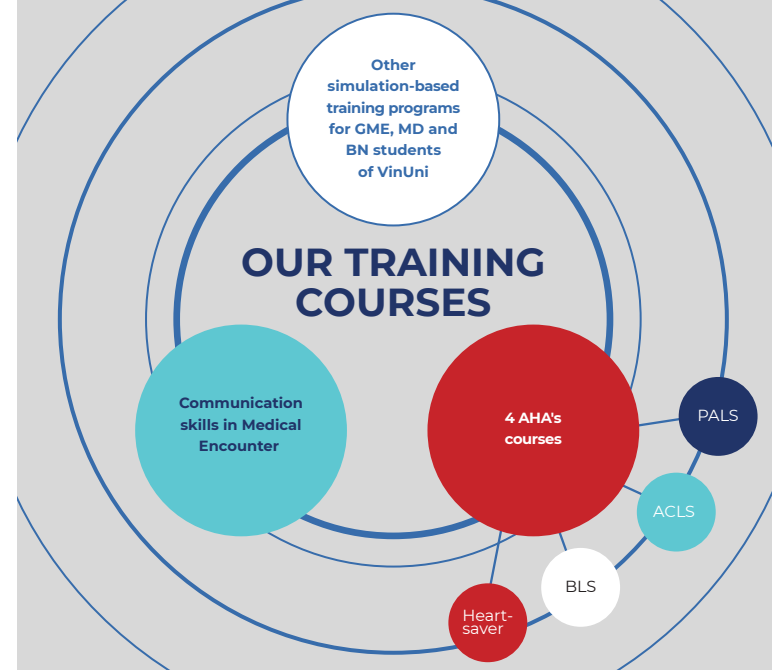 Other
simulation-based
training programs
for GME, MD and
BN students
of VinUni
OUR TRAINING
COURSES
Communication
skills in Medical
Encounter
4 AHA's
courses
PALS
ACLS
BLS
Heart-
saver